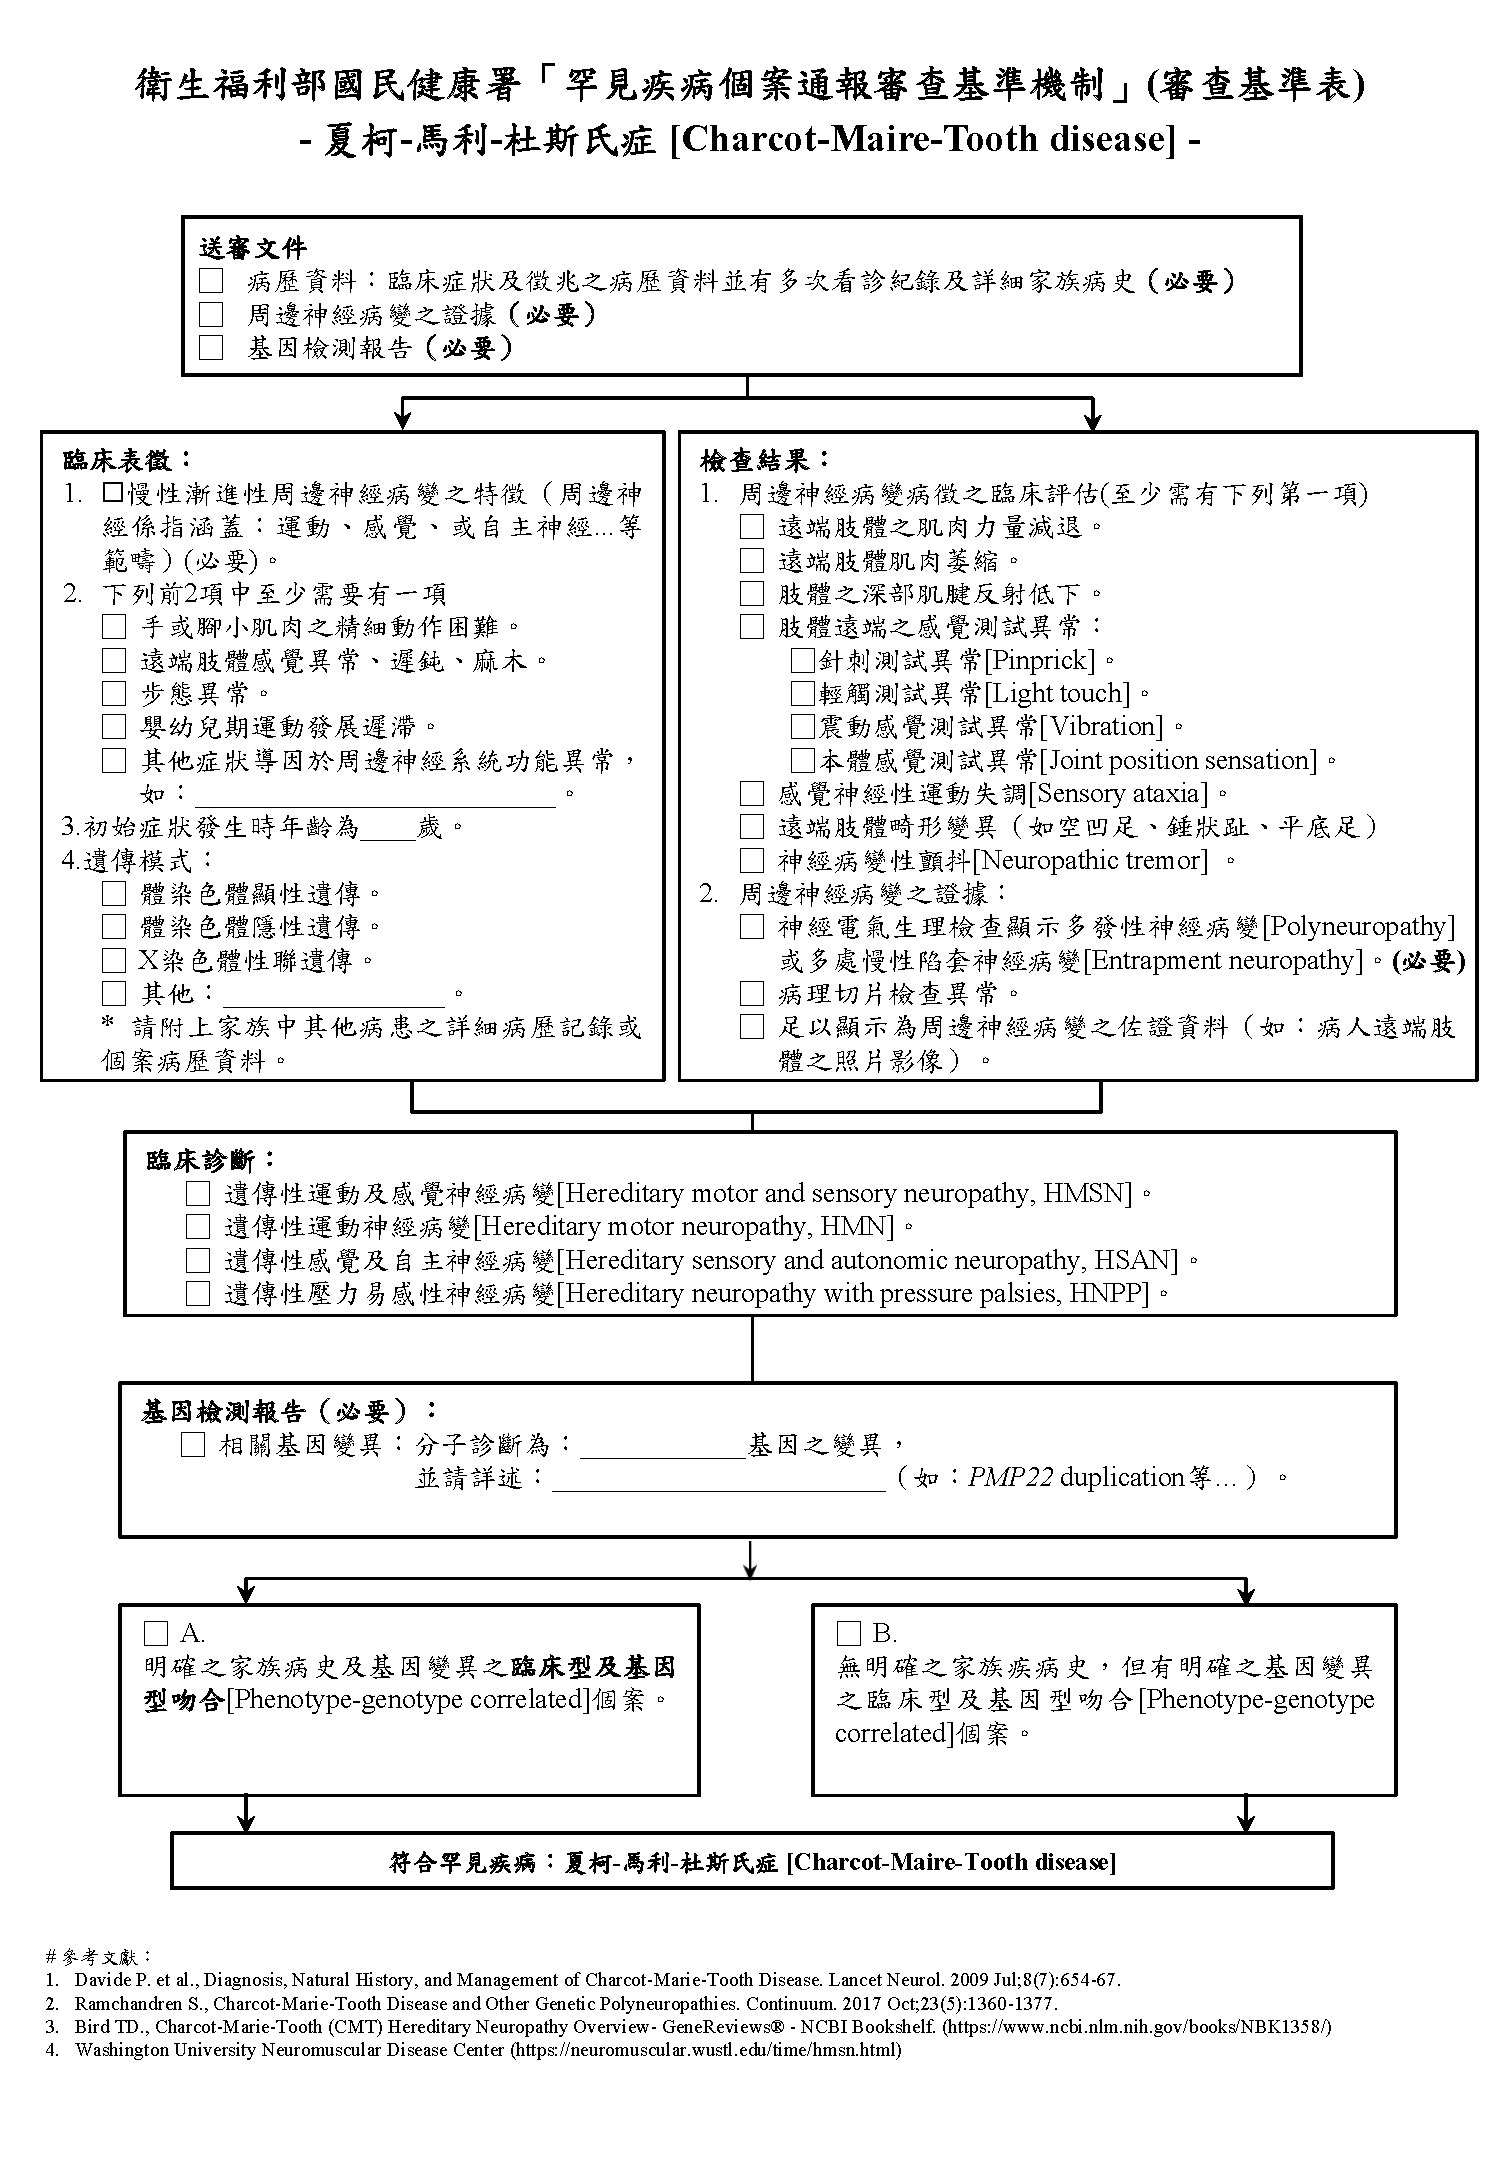 衛生福利部國民健康署「罕見疾病個案通報審查基準機制」(審查基準表)
- 夏柯-馬利-杜斯氏症 [Charcot-Maire-Tooth disease] -
送審文件
□ 病歷資料：臨床症狀及徵兆之病歷資料並有多次看診紀錄及詳細家族病史（必要）
□ 周邊神經病變之證據（必要）
□ 基因檢測報告（必要）
臨床表徵：
1. □慢性漸進性周邊神經病變之特徵（周邊神
經係指涵蓋：運動、感覺、或自主神經...等
範疇）(必要)。
2. 下列前2項中至少需要有一項
□ 手或腳小肌肉之精細動作困難。
□ 遠端肢體感覺異常、遲鈍、麻木。
□ 步態異常。
□ 嬰幼兒期運動發展遲滯。
□ 其他症狀導因於周邊神經系統功能異常，
如：__________________________。
3.初始症狀發生時年齡為____歲。
4.遺傳模式：
□ 體染色體顯性遺傳。
□ 體染色體隱性遺傳。
□ X染色體性聯遺傳。
□ 其他：________________。
* 請附上家族中其他病患之詳細病歷記錄或
個案病歷資料。
檢查結果：
1. 周邊神經病變病徵之臨床評估(至少需有下列第一項)
□ 遠端肢體之肌肉力量減退。
□ 遠端肢體肌肉萎縮。
□ 肢體之深部肌腱反射低下。
□ 肢體遠端之感覺測試異常：
□針刺測試異常[Pinprick]。
□輕觸測試異常[Light touch]。
□震動感覺測試異常[Vibration]。
□本體感覺測試異常[Joint position sensation]。
□ 感覺神經性運動失調[Sensory ataxia]。
□ 遠端肢體畸形變異（如空凹足、錘狀趾、平底足）
□ 神經病變性顫抖[Neuropathic tremor] 。
2. 周邊神經病變之證據：
□ 神經電氣生理檢查顯示多發性神經病變[Polyneuropathy]
或多處慢性陷套神經病變[Entrapment neuropathy]。(必要)
□ 病理切片檢查異常。
□ 足以顯示為周邊神經病變之佐證資料（如：病人遠端肢
體之照片影像）。
臨床診斷：
□ 遺傳性運動及感覺神經病變[Hereditary motor and sensory neuropathy, HMSN]。
□ 遺傳性運動神經病變[Hereditary motor neuropathy, HMN]。
□ 遺傳性感覺及自主神經病變[Hereditary sensory and autonomic neuropathy, HSAN]。
□ 遺傳性壓力易感性神經病變[Hereditary neuropathy with pressure palsies, HNPP]。
基因檢測報告（必要）：
□ 相關基因變異：分子診斷為：____________基因之變異，
並請詳述：________________________（如：PMP22 duplication等…）。
□ A.
明確之家族病史及基因變異之臨床型及基因
型吻合[Phenotype-genotype correlated]個案。
□ B.
無明確之家族疾病史，但有明確之基因變異
之臨床型及基因型吻合[Phenotype-genotype
correlated]個案。
符合罕見疾病：夏柯-馬利-杜斯氏症 [Charcot-Maire-Tooth disease]
# 參考文獻：
1. Davide P. et al., Diagnosis, Natural History, and Management of Charcot-Marie-Tooth Disease. Lancet Neurol. 2009 Jul;8(7):654-67.
2. Ramchandren S., Charcot-Marie-Tooth Disease and Other Genetic Polyneuropathies. Continuum. 2017 Oct;23(5):1360-1377.
3. Bird TD., Charcot-Marie-Tooth (CMT) Hereditary Neuropathy Overview- GeneReviews® - NCBI Bookshelf. (https://www.ncbi.nlm.nih.gov/books/NBK1358/)
4. Washington University Neuromuscular Disease Center (https://neuromuscular.wustl.edu/time/hmsn.html)